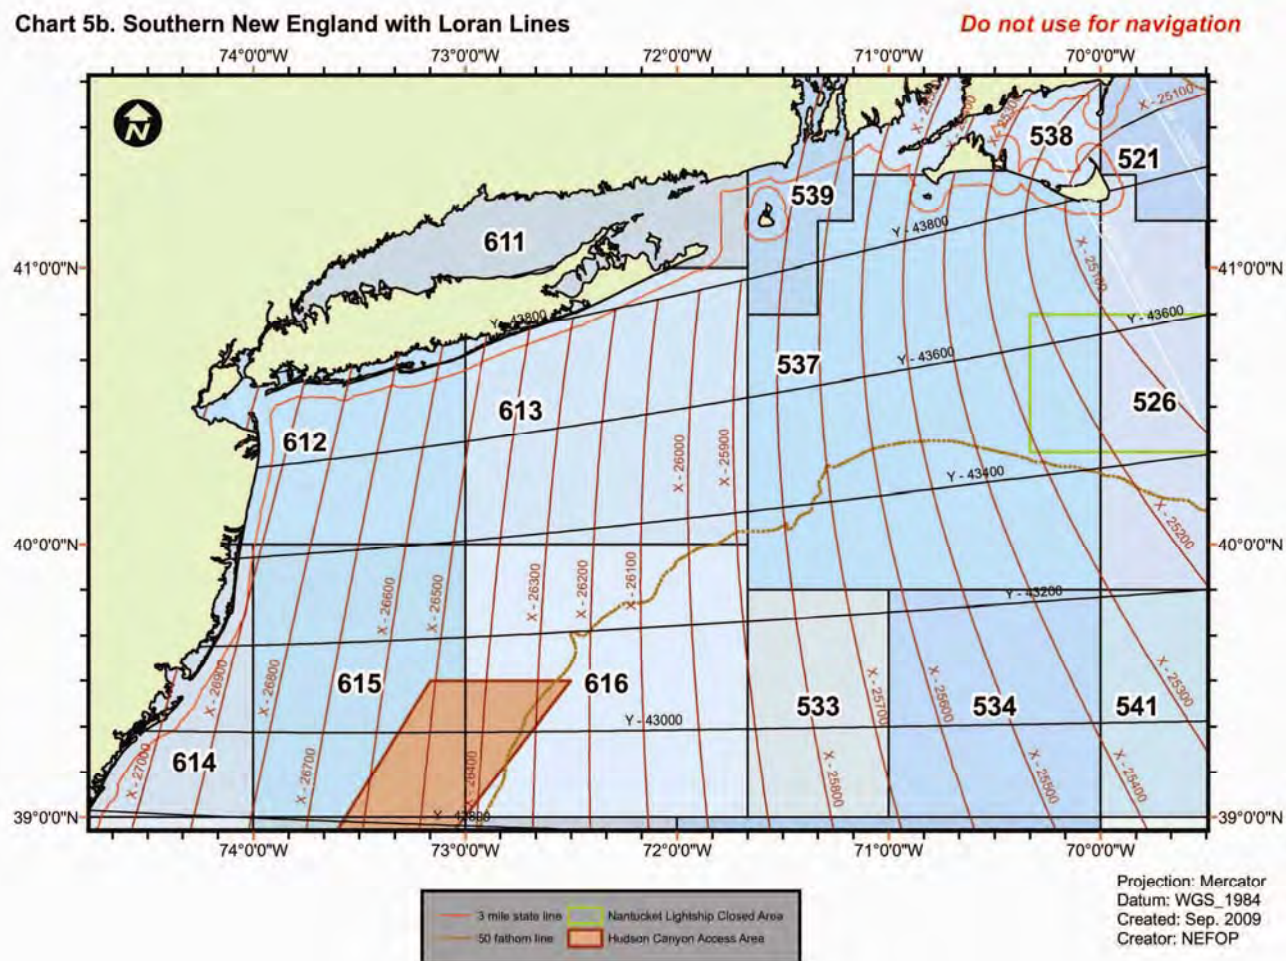 Chart 5b. Southern New England with Loran Lines
Do not use for navigation
74°0'0"W 73°0'0"W 72°0'0"W 71°0'0"W 70°0'0"W
N
X - 25100
538
521
539
611
Y - 43800
41°0'0"N
41°0'0"N
X - 25100
Y - 43800
Y - 43600
Y - 43600
537
526
613
612
X - 26000
X - 25900
Y - 43400
X - 25200
40°0'0"N
40°0'0"N
X - 26600
X - 26500
X - 26300
X - 26200
X - 26100
Y - 43200
X - 26900
X - 26800
615
616
533
X - 25700
X - 25600
534
541
X - 25300
Y - 43000
614
X - 27000
X - 26700
X - 26400
X - 25800
X - 25500
X - 25400
39°0'0"N
Y - 42800
39°0'0"N
74°0'0"W 73°0'0"W 72°0'0"W 71°0'0"W 70°0'0"W
3 mile state line
Nantucket Lightship Closed Area
50 fathom line
Hudson Canyon Access Area
Projection: Mercator
Datum: WGS_1984
Created: Sep. 2009
Creator: NEFOP